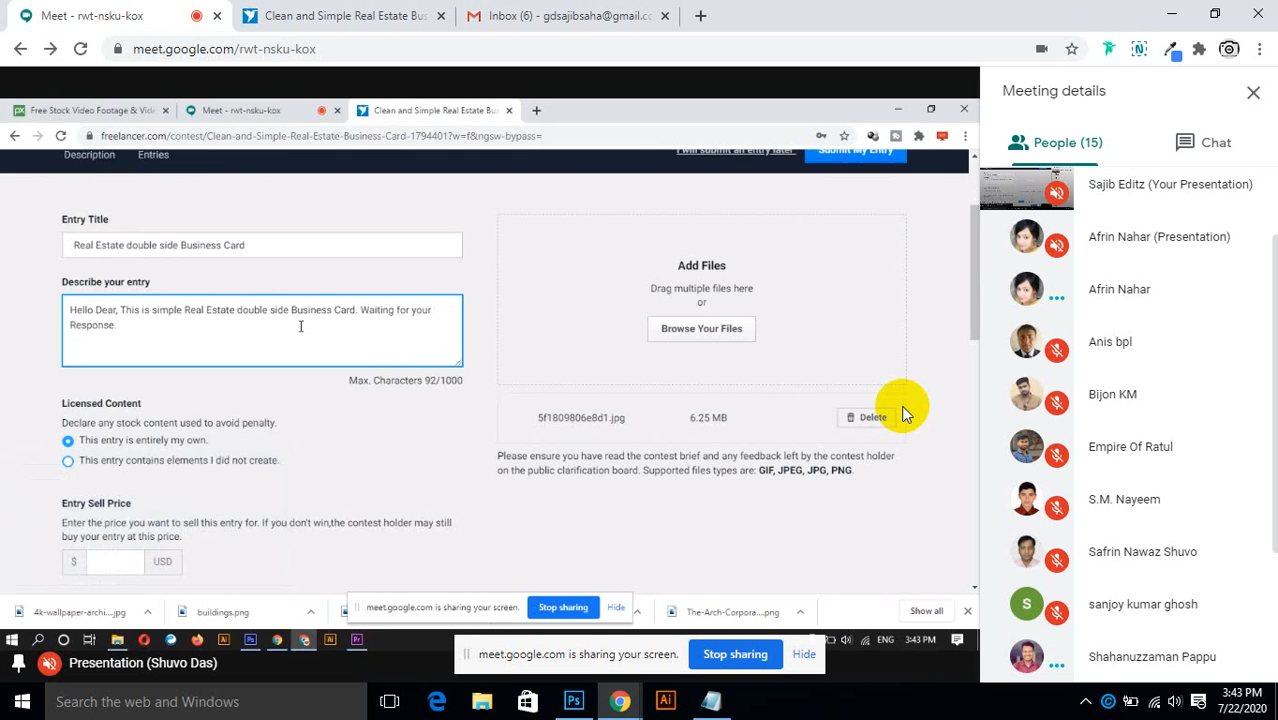 Meet - rwt-nsku-kox
Clean and Simple Real Estate Bus
Inbox (6) - gdsajibsaha@gmail.co
meet.google.com/rwt-nsku-kox
Free Stock Video Footage & Vide
Meet - rwt-nsku-kox
Clean and Simple Real Estate Bu
freelancer.com/contest/Clean-and-Simple-Real-Estate-Business-Card-1794401?w=f&ngsw-bypass=
Description
Entries
I will submit an entry later.
Submit My Entry
Entry Title
Real Estate double side Business Card
Describe your entry
Hello Dear, This is simple Real Estate double side Business Card. Waiting for your
Response.
Max. Characters 92/1000
Licensed Content
Declare any stock content used to avoid penalty.
This entry is entirely my own.
This entry contains elements I did not create.
Entry Sell Price
Enter the price you want to sell this entry for. If you don't win,the contest holder may still
buy your entry at this price.
$ USD
Add Files
Drag multiple files here
or
Browse Your Files
5f1809806e8d1.jpg 6.25 MB Delete
Please ensure you have read the contest brief and any feedback left by the contest holder
on the public clarification board. Supported files types are: GIF, JPEG, JPG, PNG.
4k-wallpaper-archi....jpg
buildings.png
meet.google.com is sharing your screen. Stop sharing Hide
The-Arch-Corpora....png
Show all
ENG 3:43 PM
Presentation (Shuvo Das)
meet.google.com is sharing your screen. Stop sharing Hide
Meeting details
People (15)
Chat
Sajib Editz (Your Presentation)
Afrin Nahar (Presentation)
Afrin Nahar
Anis bpl
Bijon KM
Empire Of Ratul
S.M. Nayeem
Safrin Nawaz Shuvo
S
sanjoy kumar ghosh
Shahanuzzaman Pappu
Search the web and Windows
Ps
Ai
3:43 PM
7/22/2020